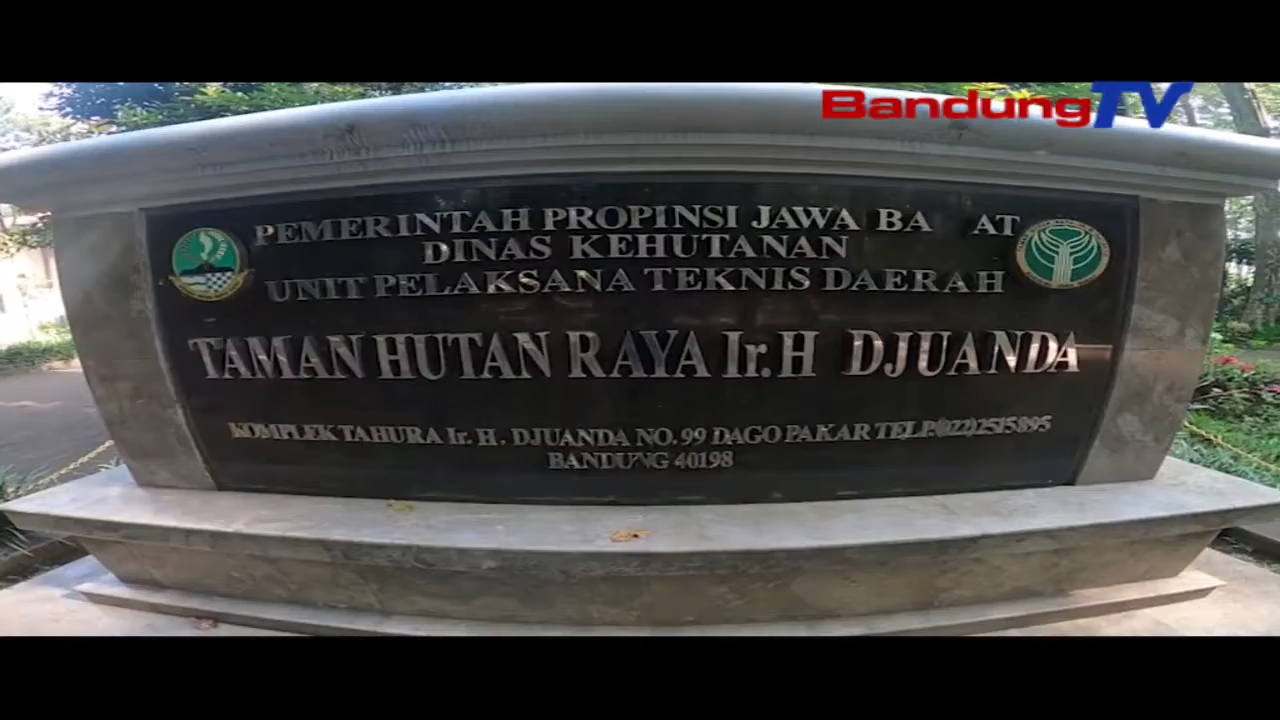 BandungTV
PEMERINTAH PROPINSI JAWA BA AT
DINAS KEHUTANAN
UNIT PELAKSANA TEKNIS DAERAH
TAMAN HUTAN RAYA Ir.H DJUANDA
KOMPLEK TAHURA Ir. H. DJUANDA NO. 99 DAGO PAKAR TELP.(022)2515895
BANDUNG 40198